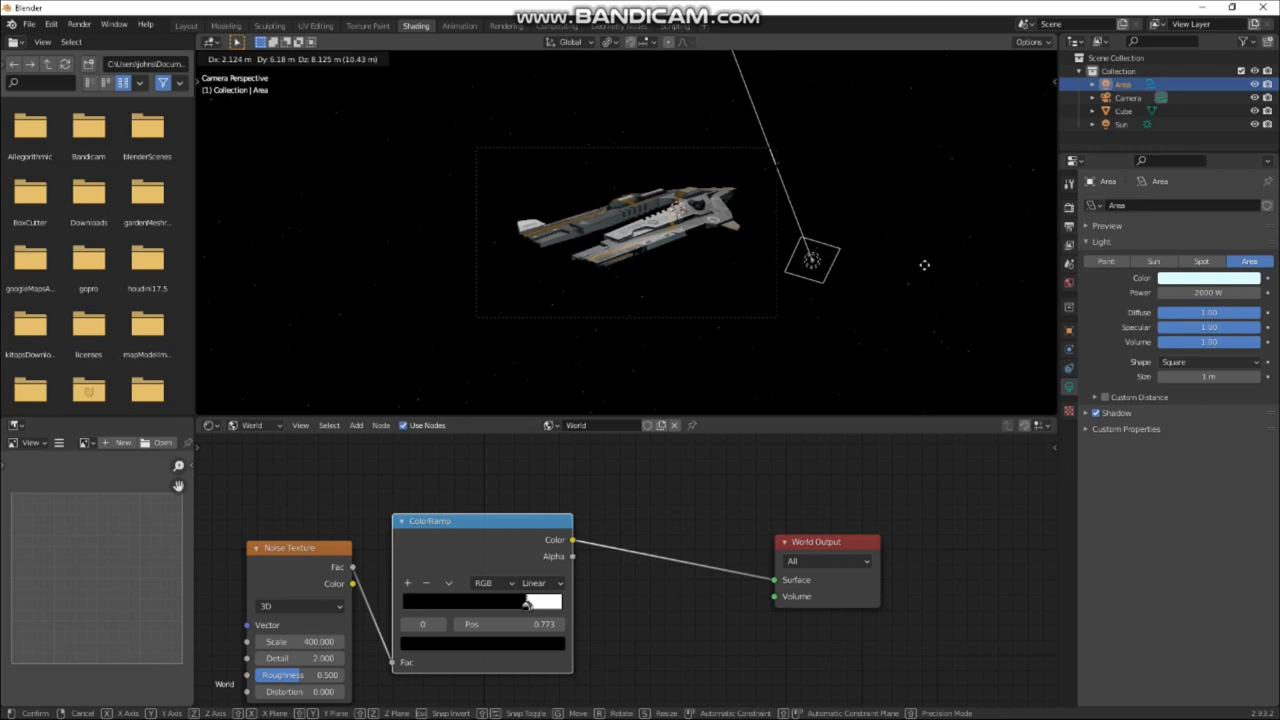 Blender
www.BANDICAM.com
File Edit Render Window Help Layout Modeling Sculpting UV Editing Texture Paint Shading Animation Rendering Scene View Layer
View Select Global Options
C:\Users\johns\Docum...
Dx: 2.124 m Dy: 6.18 m Dz: 8.125 m (10.43 m)
Camera Perspective
(1) Collection | Area
Allegorithmic Bandicam blenderScenes
BoxCutter Downloads gardenMeshr...
googleMapsA... gopro houdini17.5
kitopsDownlo... licenses mapModelIm...
Scene Collection
Collection
Area
Camera
Cube
Sun
Area Area
Area
Preview
Light
Point Sun Spot Area
Color
Power 2000 W
Diffuse 1.00
Specular 1.00
Volume 1.00
Shape Square
Size 1 m
Custom Distance
Shadow
Custom Properties
View New Open
World View Select Add Node Use Nodes World
Noise Texture
Fac
Color
3D
Vector
Scale 400.000
Detail 2.000
Roughness 0.500
Distortion 0.000
World
ColorRamp
Color
Alpha
RGB Linear
0 Pos 0.773
Fac
World Output
All
Surface
Volume
Confirm Cancel X X Axis Y Y Axis Z Z Axis X X Plane Y Y Plane Z Z Plane Snap Invert Snap Toggle G Move R Rotate S Resize Automatic Constraint Automatic Constraint Plane Precision Mode 2.93.2